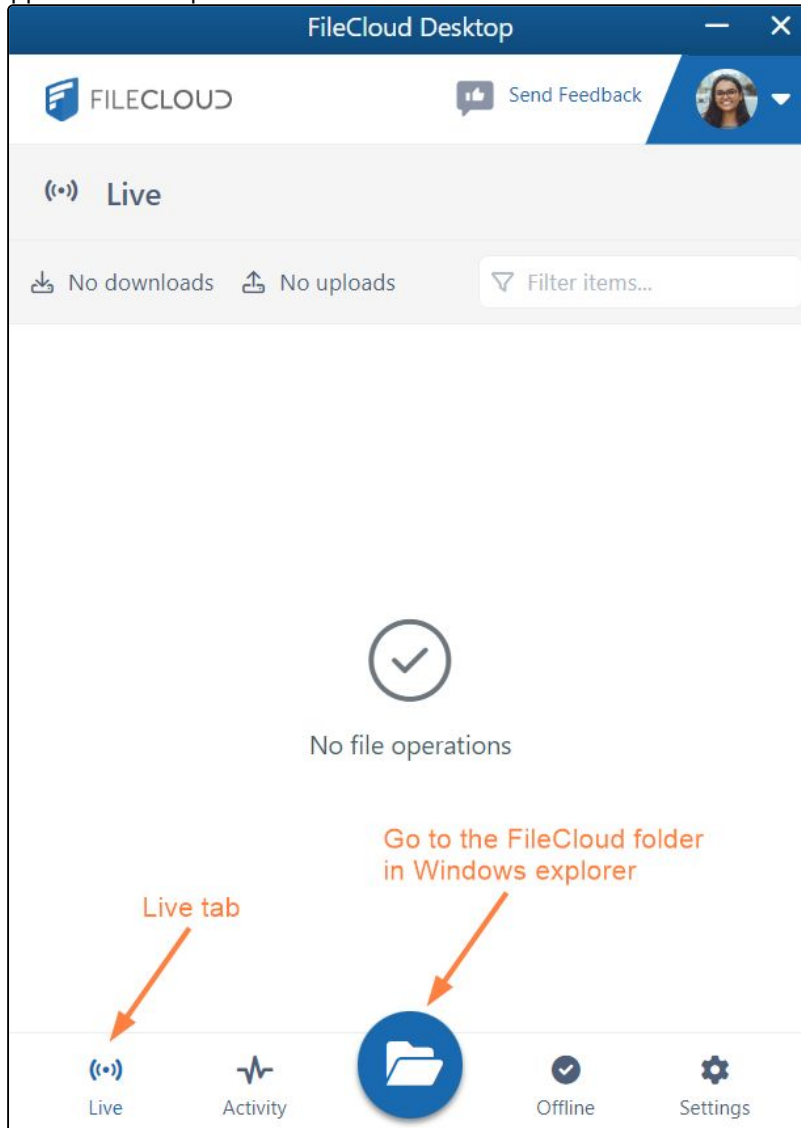 FileCloud Desktop
FILECLOUD
Send Feedback
Live
No downloads No uploads Filter items...
No file operations
Go to the FileCloud folder
in Windows explorer
Live tab
Live Activity Offline Settings